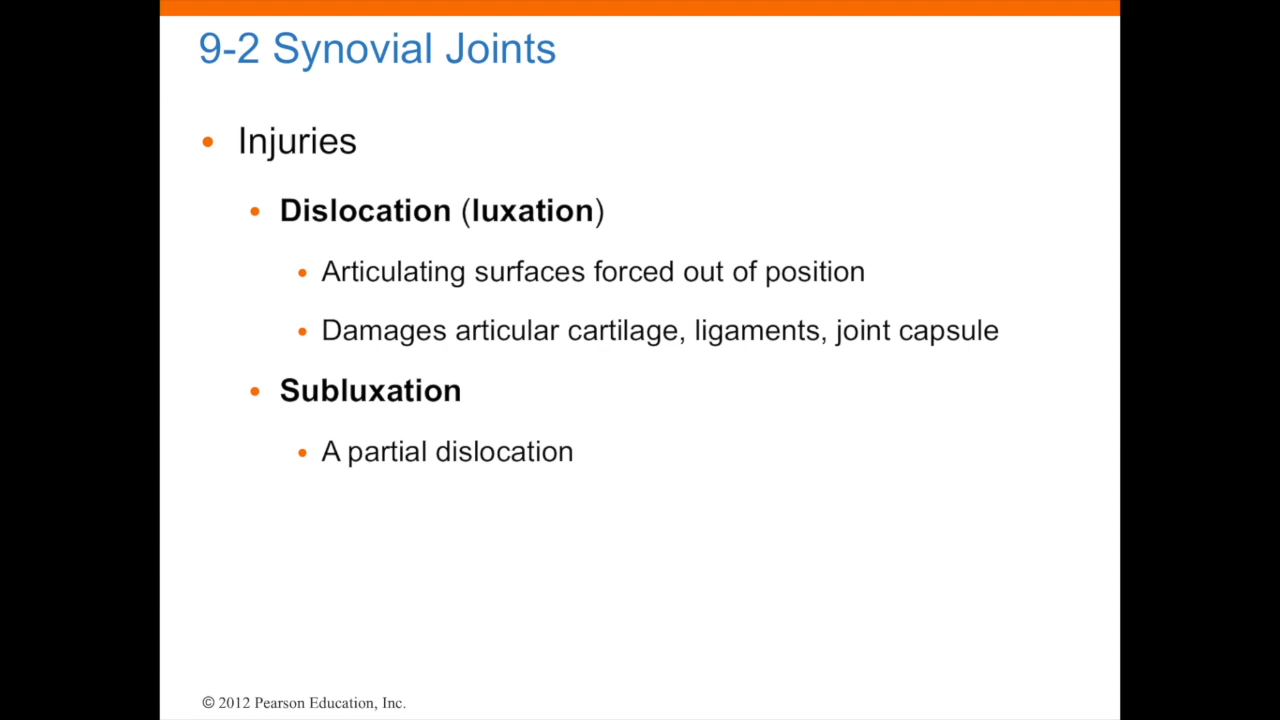 9-2 Synovial Joints
• Injuries
• Dislocation (luxation)
• Articulating surfaces forced out of position
• Damages articular cartilage, ligaments, joint capsule
• Subluxation
• A partial dislocation
© 2012 Pearson Education, Inc.